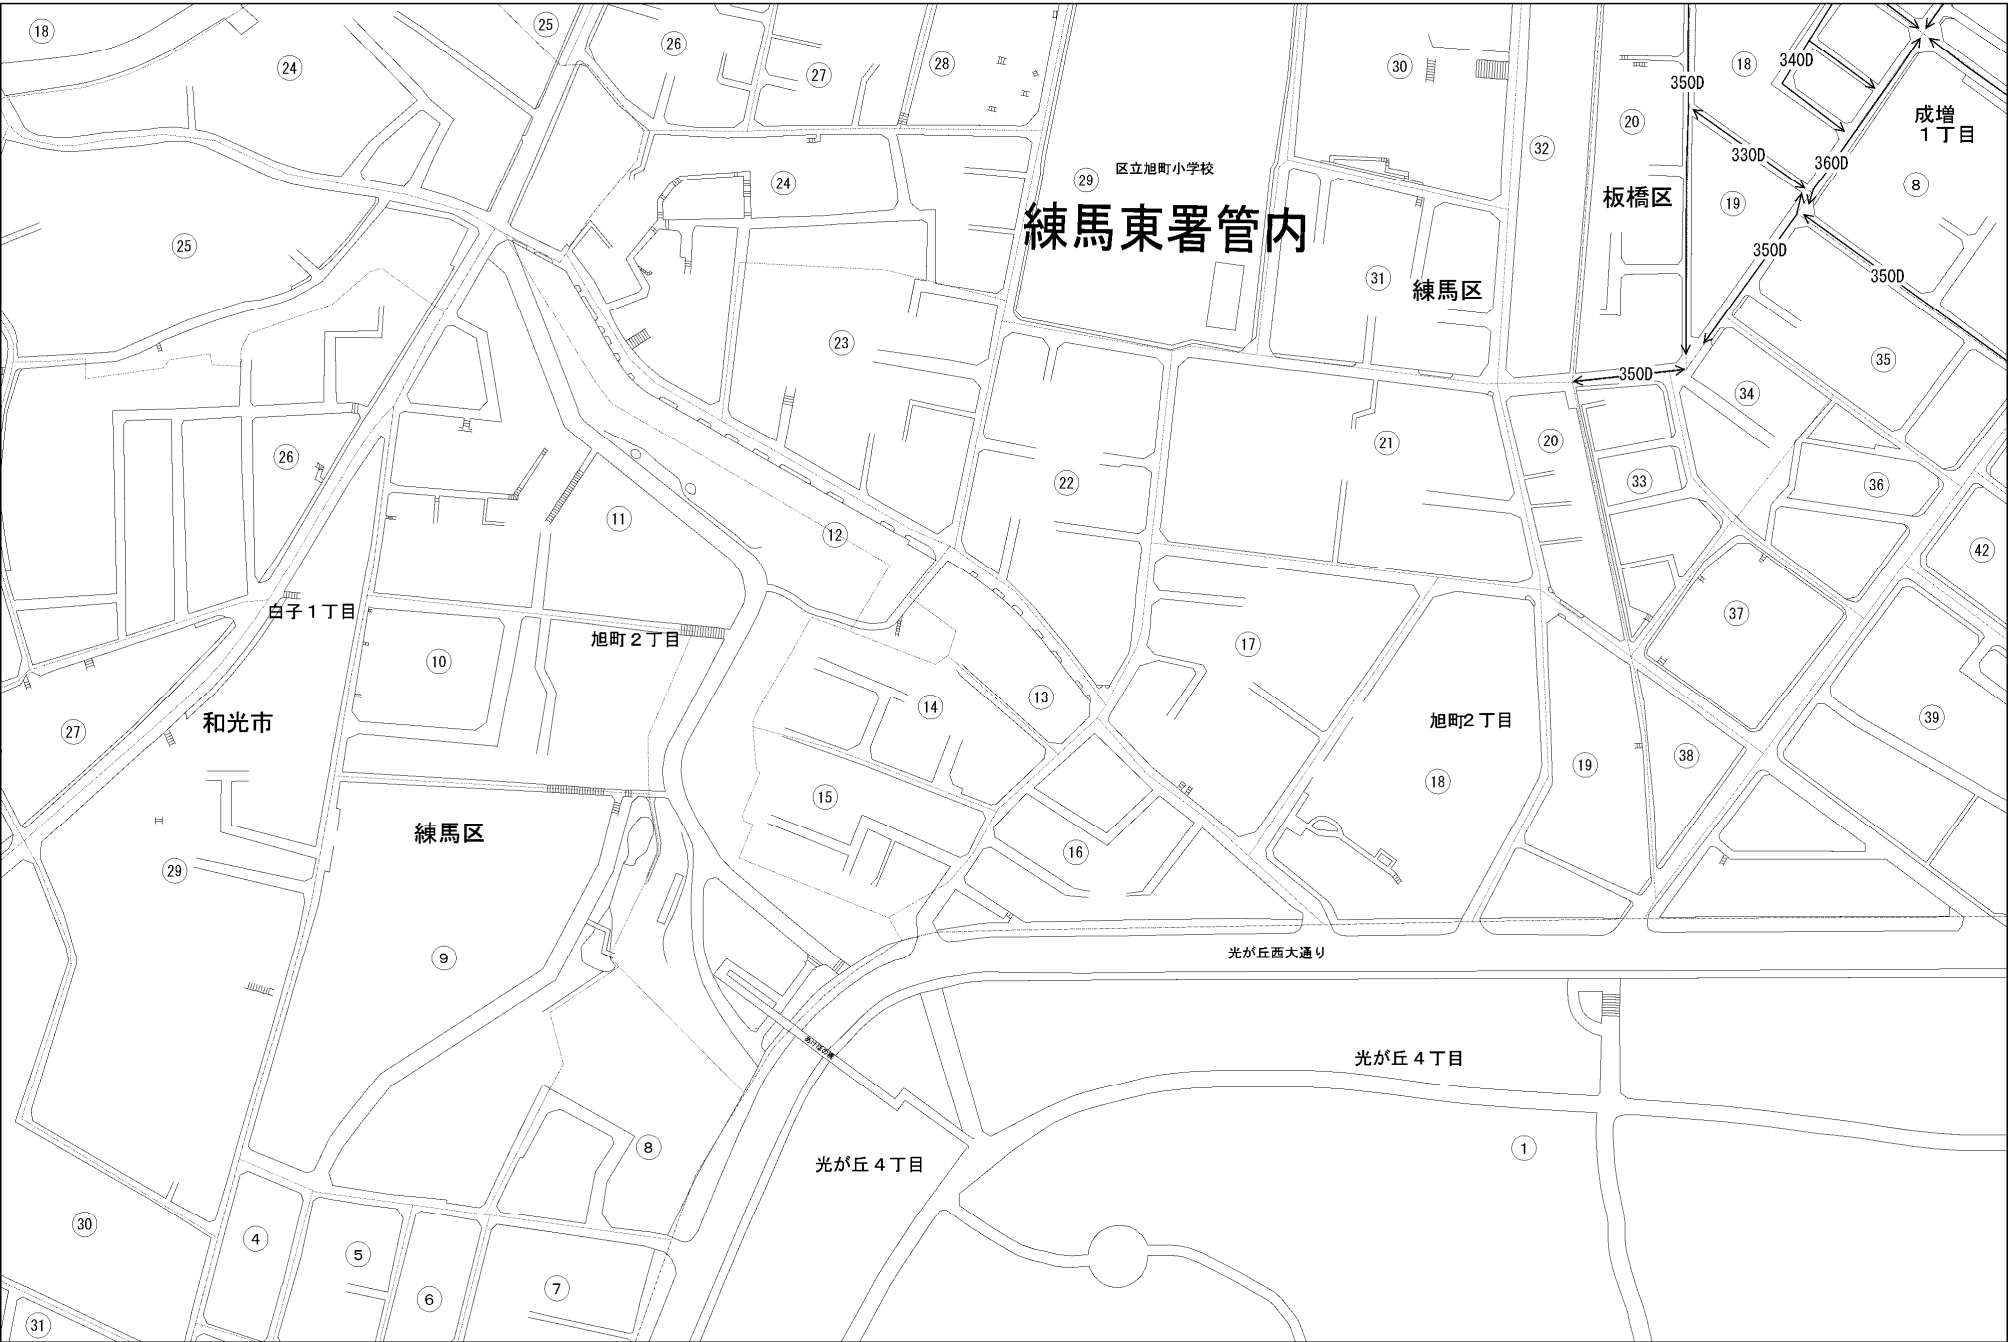 18
24
25
26
27
28
30
32
20
18
350D
340D
330D
360D
成増
1丁目
8
19
板橋区
29
区立旭町小学校
練馬東署管内
24
25
31
練馬区
350D
350D
350D
23
22
21
20
34
35
33
36
42
26
11
12
白子1丁目
旭町2丁目
10
17
37
13
14
27
和光市
旭町2丁目
18
19
38
39
15
練馬区
16
29
9
光が丘西大通り
あけぼの橋
光が丘4丁目
光が丘4丁目
1
8
30
4
5
6
7
31